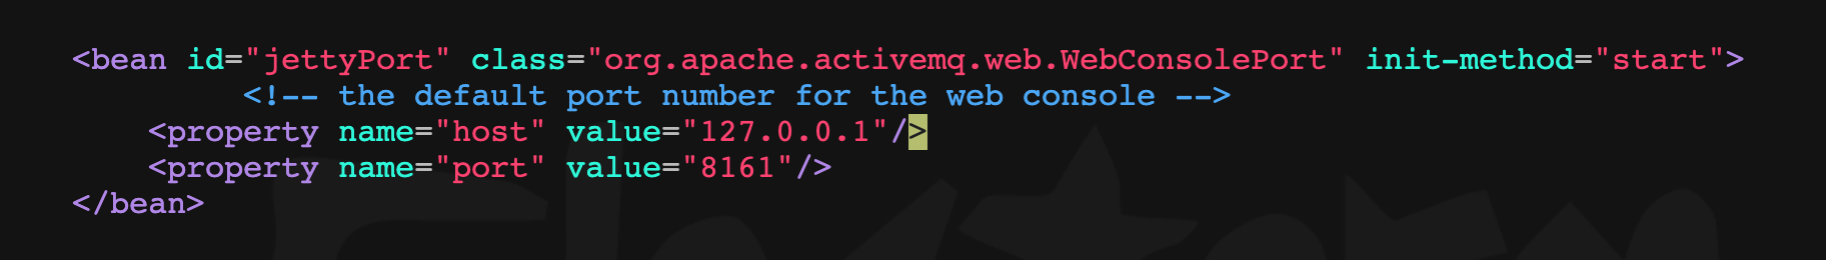 <bean id="jettyPort" class="org.apache.activemq.web.WebConsolePort" init-method="start">
<!-- the default port number for the web console -->
<property name="host" value="127.0.0.1"/>
<property name="port" value="8161"/>
</bean>